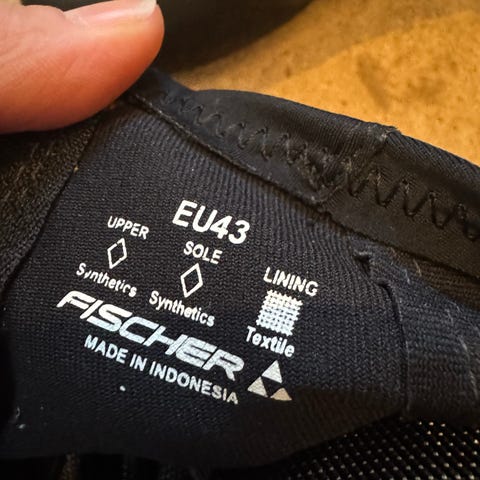 EU43
UPPER
Synthetics
SOLE
Synthetics
LINING
Textile
FISCHER
MADE IN INDONESIA